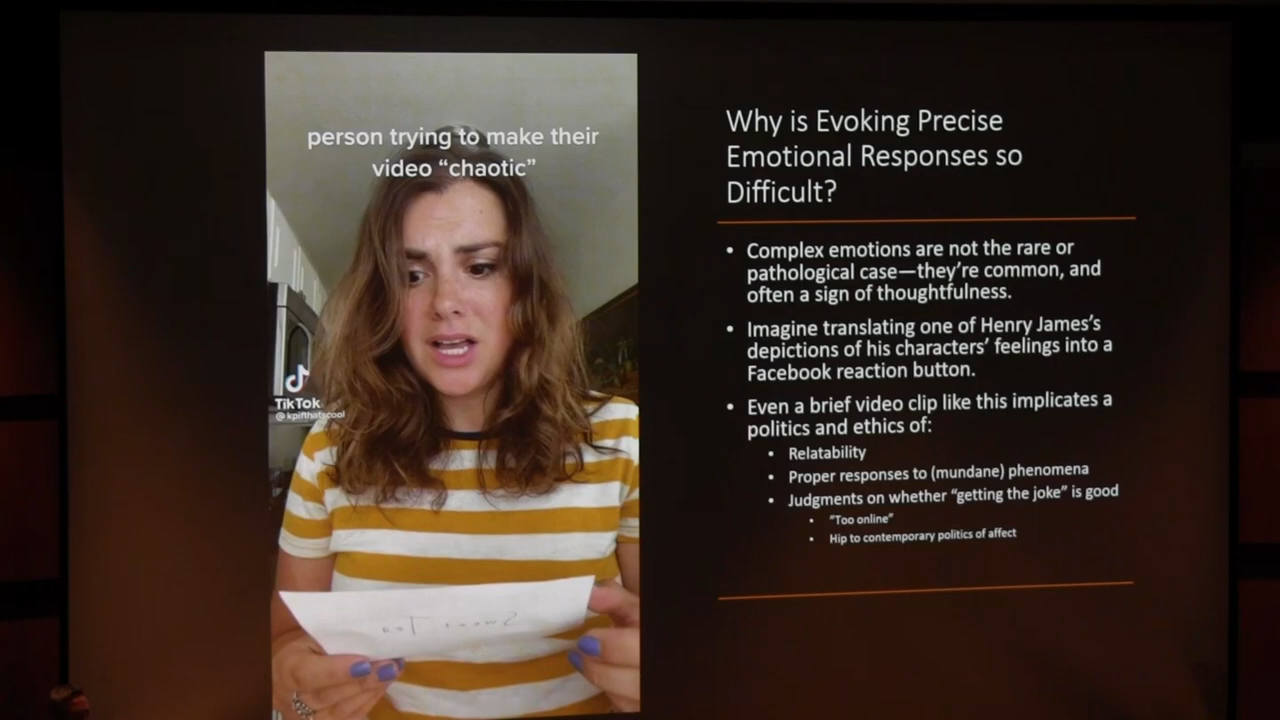 person trying to make their
video “chaotic”
TikTok
@kpifthatscool
Sweet Tea
Why is Evoking Precise
Emotional Responses so
Difficult?
• Complex emotions are not the rare or
pathological case—they’re common, and
often a sign of thoughtfulness.
• Imagine translating one of Henry James’s
depictions of his characters’ feelings into a
Facebook reaction button.
• Even a brief video clip like this implicates a
politics and ethics of:
• Relatability
• Proper responses to (mundane) phenomena
• Judgments on whether “getting the joke” is good
• ”Too online”
• Hip to contemporary politics of affect